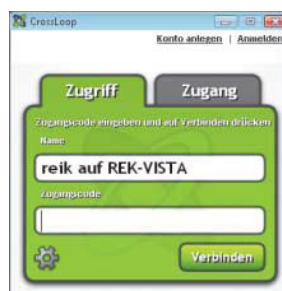 CrossLoop
Konto anlegen | Anmelden
Zugriff Zugang
Zugangscode eingeben und auf Verbinden drücken
Name
reik auf REK-VISTA
Zugangscode
Verbinden